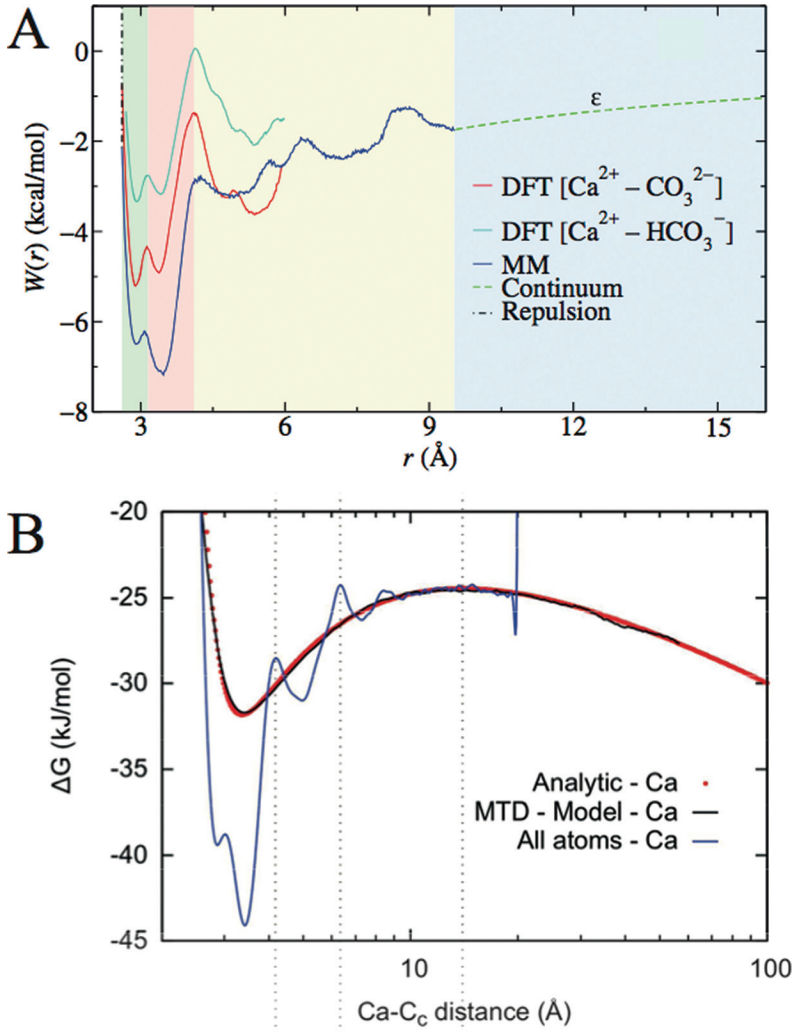 A
0
−2
−4
−6
−8
W(r) (kcal/mol)
ε
DFT [Ca²⁺ – CO₃²⁻]
DFT [Ca²⁺ – HCO₃⁻]
MM
Continuum
Repulsion
3 6 9 12 15
r (Å)
B
-20
-25
-30
-35
-40
-45
ΔG (kJ/mol)
Analytic - Ca
MTD - Model - Ca
All atoms - Ca
10 100
Ca-C_C distance (Å)